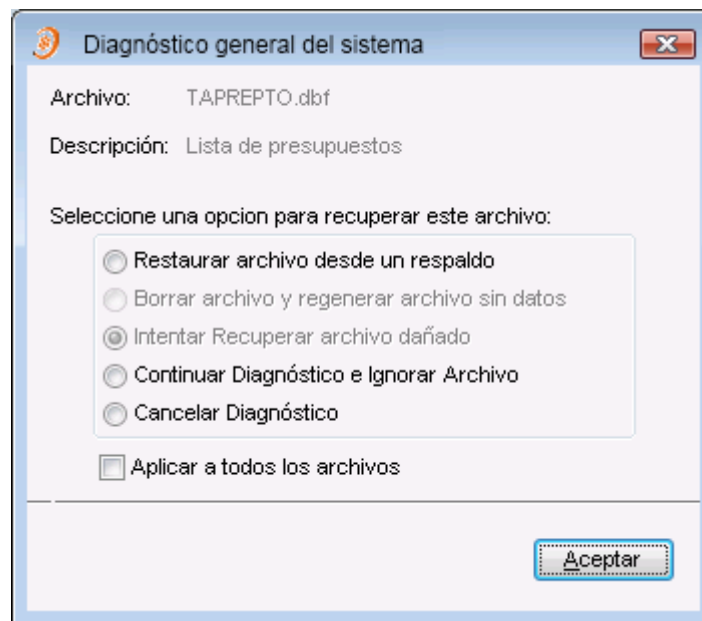 Diagnóstico general del sistema
Archivo: TAPREPTO.dbf
Descripción: Lista de presupuestos
Seleccione una opcion para recuperar este archivo:
Restaurar archivo desde un respaldo
Borrar archivo y regenerar archivo sin datos
Intentar Recuperar archivo dañado
Continuar Diagnóstico e Ignorar Archivo
Cancelar Diagnóstico
Aplicar a todos los archivos
Aceptar